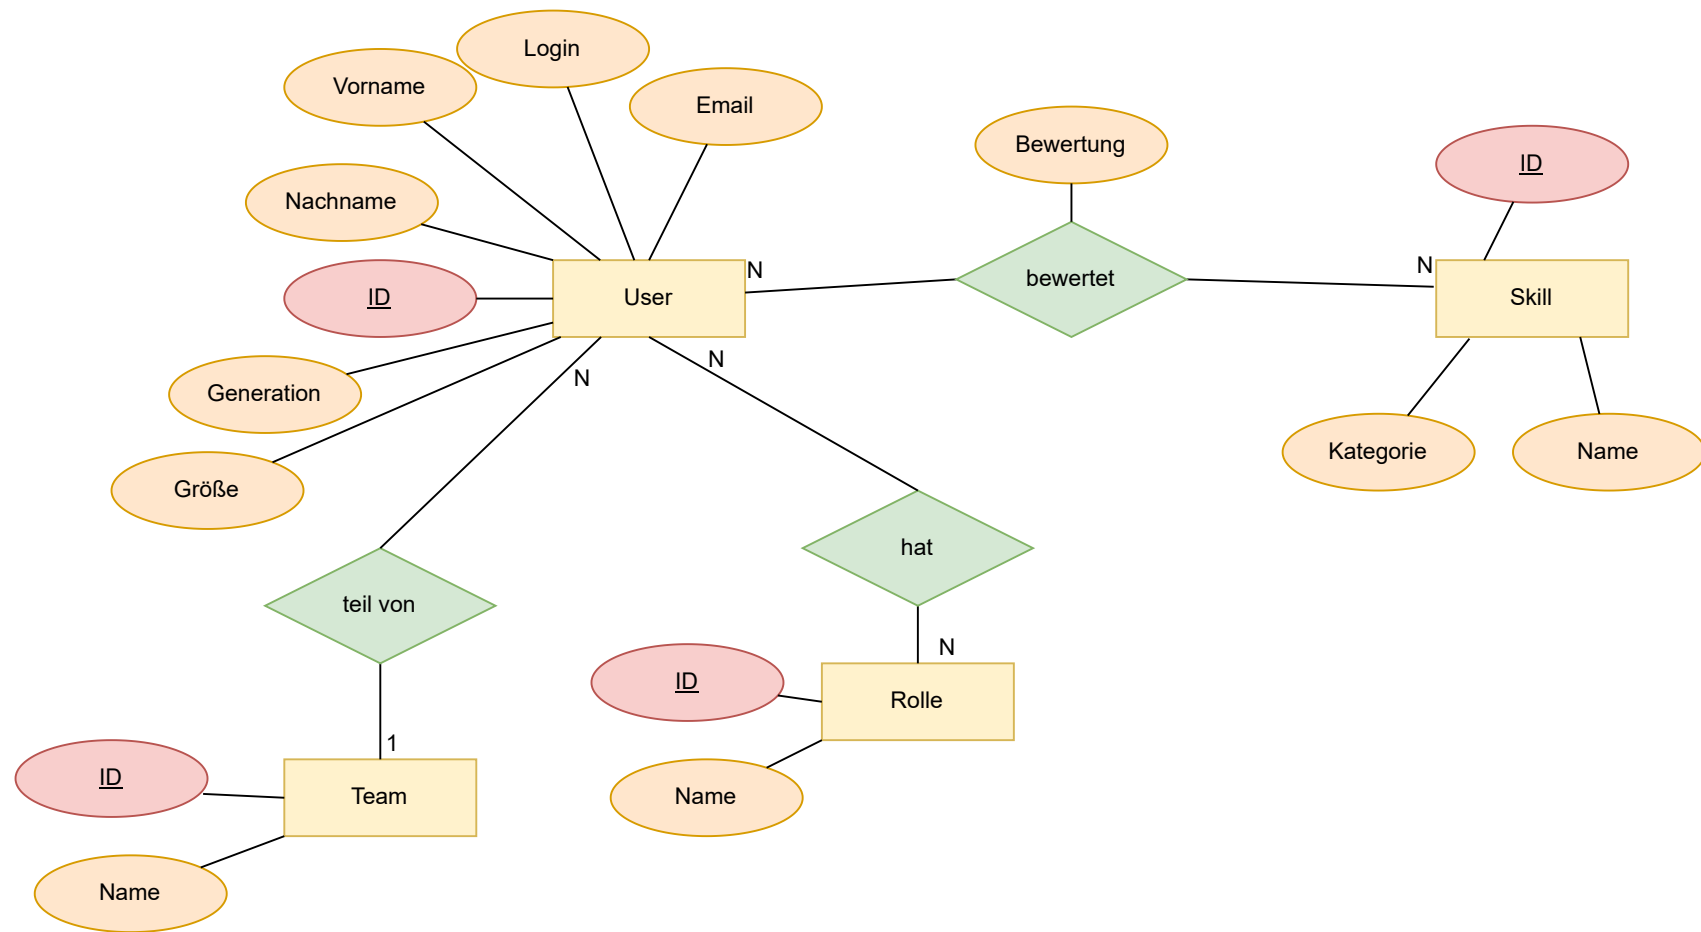 Login
Vorname
Email
Bewertung
ID
Nachname
N
N
User
bewertet
Skill
ID
N
N
Generation
Kategorie
Name
Größe
hat
teil von
N
ID
Rolle
1
ID
Team
Name
Name